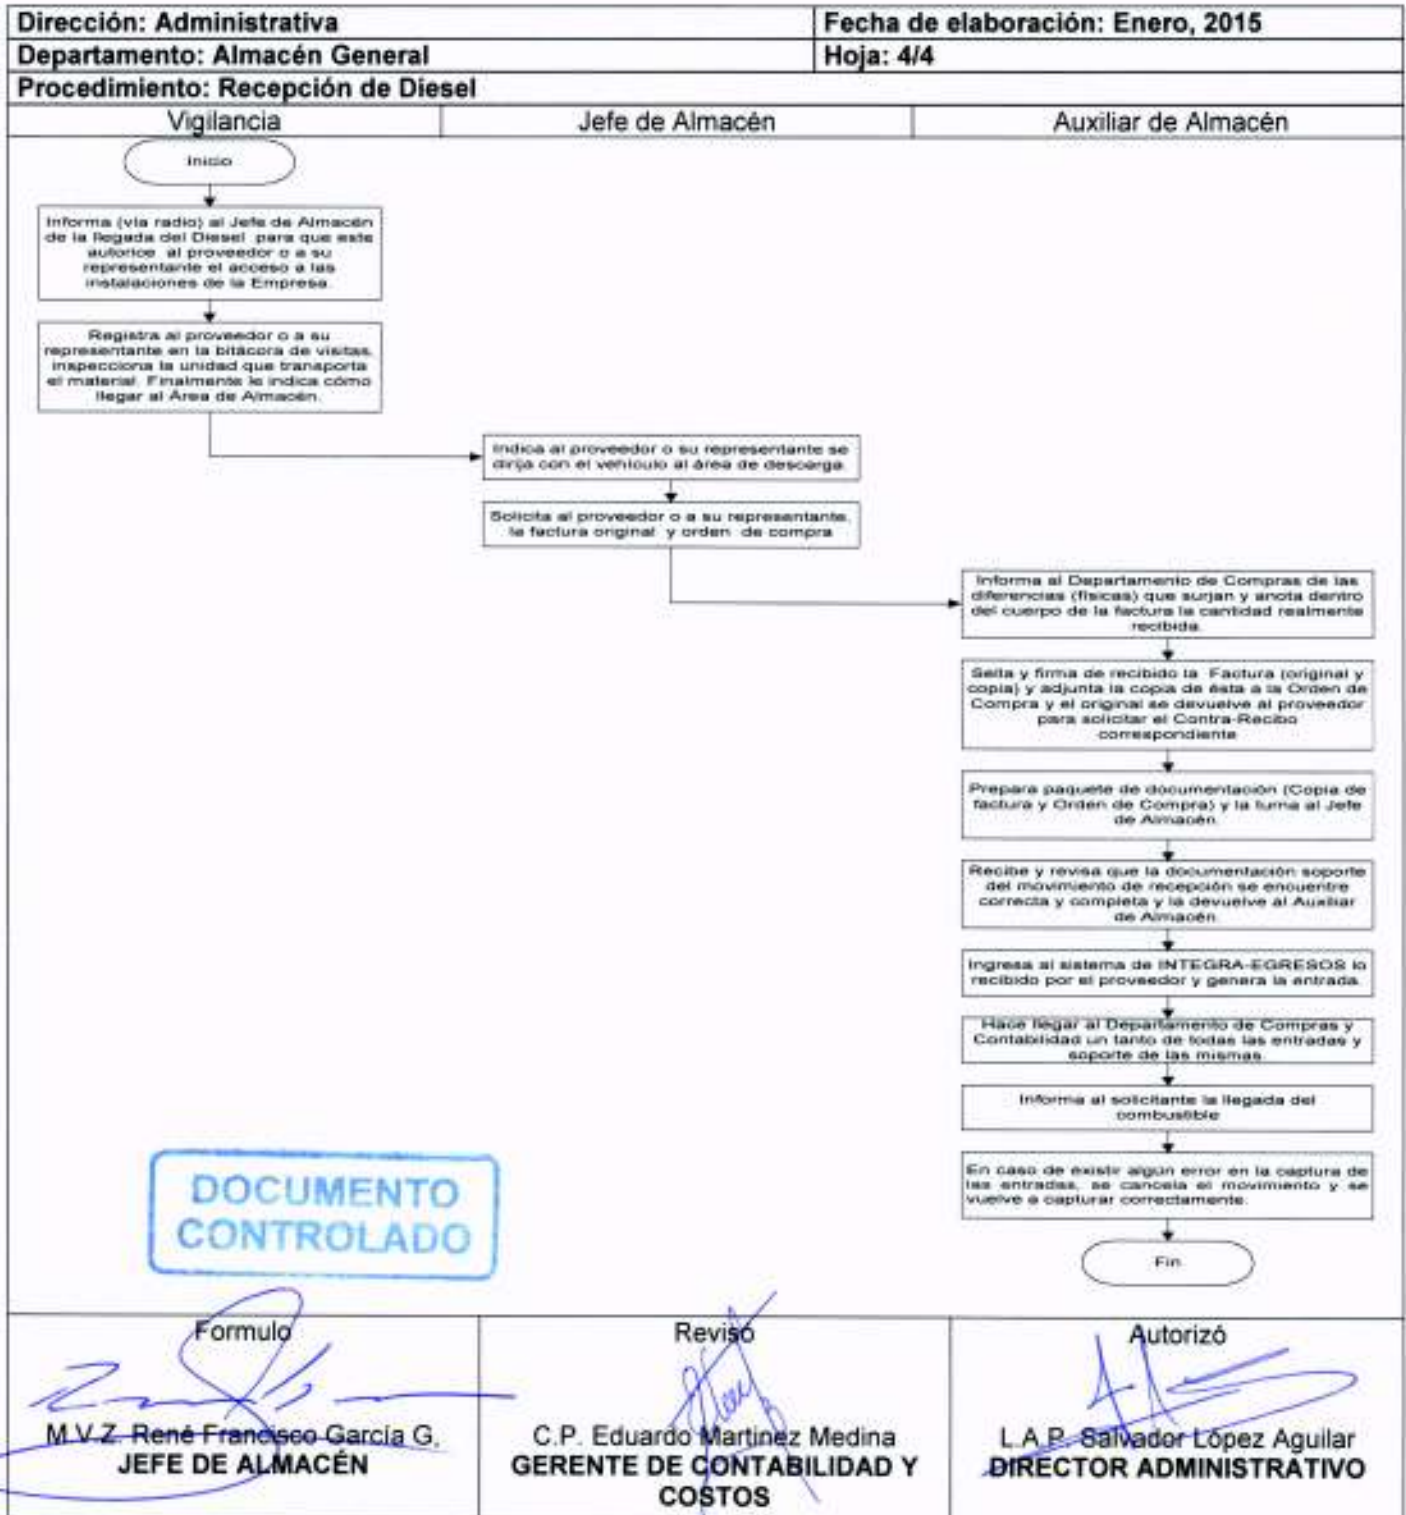 Dirección: Administrativa
Fecha de elaboración: Enero, 2015
Departamento: Almacén General
Hoja: 4/4
Procedimiento: Recepción de Diesel
Vigilancia
Jefe de Almacén
Auxiliar de Almacén
Inicio
Informa (vía radio) al Jefe de Almacén
de la llegada del Diesel para que este
autorice al proveedor o a su
representante el acceso a las
instalaciones de la Empresa.
Registra al proveedor o a su
representante en la bitácora de visitas,
inspecciona la unidad que transporta
el material. Finalmente le indica cómo
llegar al Área de Almacén.
Indica al proveedor o su representante se
dirija con el vehículo al área de descarga.
Solicita al proveedor o a su representante,
la factura original y orden de compra
Informa al Departamento de Compras de las
diferencias (físicas) que surjan y anota dentro
del cuerpo de la factura la cantidad realmente
recibida.
Sella y firma de recibido la Factura (original y
copia) y adjunta la copia de ésta a la Orden de
Compra y el original se devuelve al proveedor
para solicitar el Contra-Recibo
correspondiente
Prepara paquete de documentación (Copia de
factura y Orden de Compra) y la turna al Jefe
de Almacén.
Recibe y revisa que la documentación soporte
del movimiento de recepción se encuentre
correcta y completa y la devuelve al Auxiliar
de Almacén.
Ingresa al sistema de INTEGRA-EGRESOS lo
recibido por el proveedor y genera la entrada.
Hace llegar al Departamento de Compras y
Contabilidad un tanto de todas las entradas y
soporte de las mismas.
Informa al solicitante la llegada del
combustible
En caso de existir algún error en la captura de
las entradas, se cancela el movimiento y se
vuelve a capturar correctamente.
Fin
DOCUMENTO
CONTROLADO
Formulo
M.V.Z. René Francisco García G,
JEFE DE ALMACÉN
Revisó
C.P. Eduardo Martínez Medina
GERENTE DE CONTABILIDAD Y
COSTOS
Autorizó
L.A.P. Salvador López Aguilar
DIRECTOR ADMINISTRATIVO